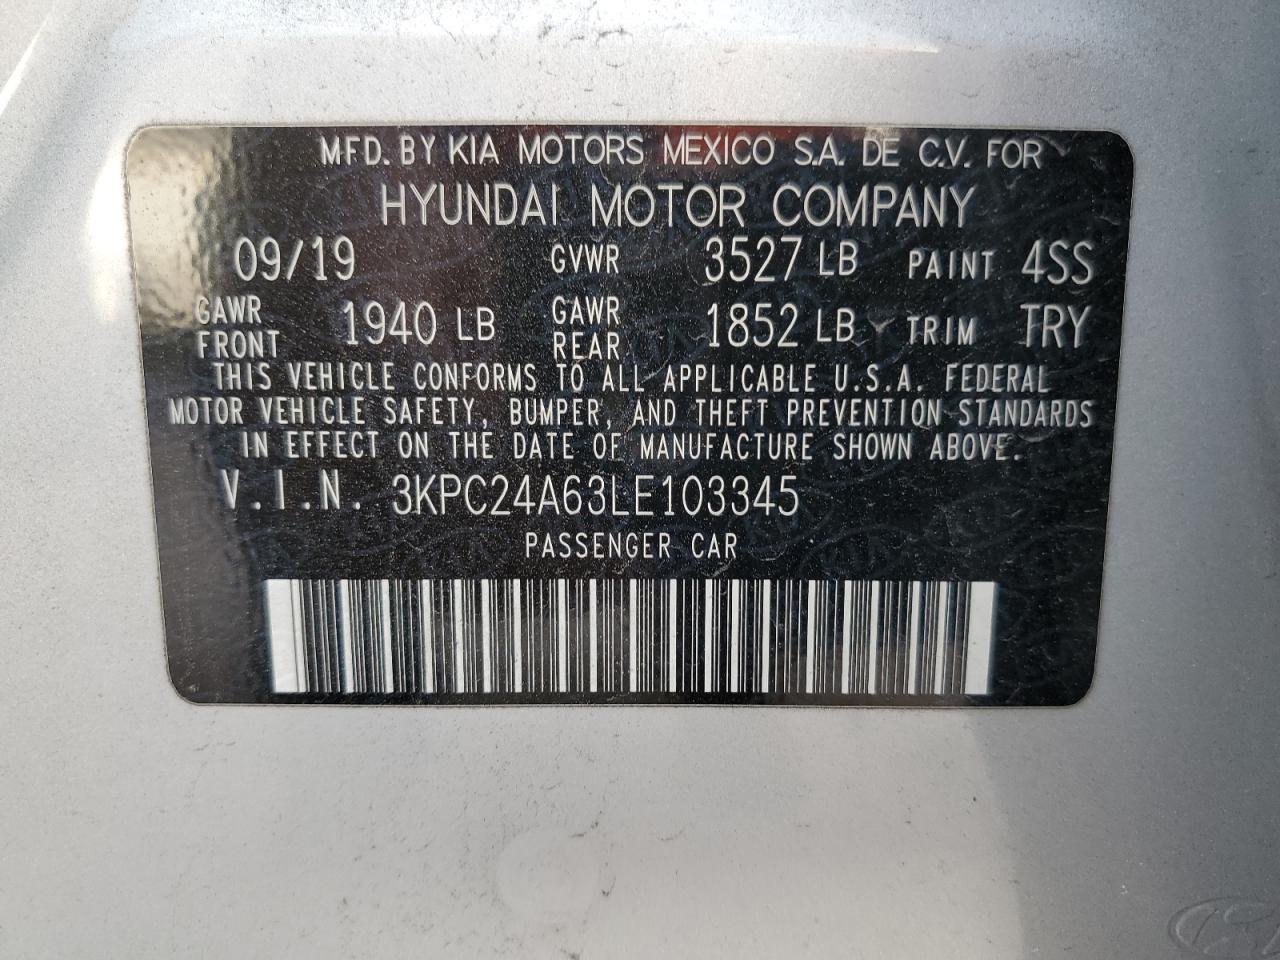 MFD. BY KIA MOTORS MEXICO S.A. DE C.V. FOR
HYUNDAI MOTOR COMPANY
09/19 GVWR 3527 LB PAINT 4SS
GAWR FRONT 1940 LB GAWR REAR 1852 LB TRIM TRY
THIS VEHICLE CONFORMS TO ALL APPLICABLE U.S.A. FEDERAL
MOTOR VEHICLE SAFETY, BUMPER, AND THEFT PREVENTION STANDARDS
IN EFFECT ON THE DATE OF MANUFACTURE SHOWN ABOVE.
V.I.N. 3KPC24A63LE103345
PASSENGER CAR